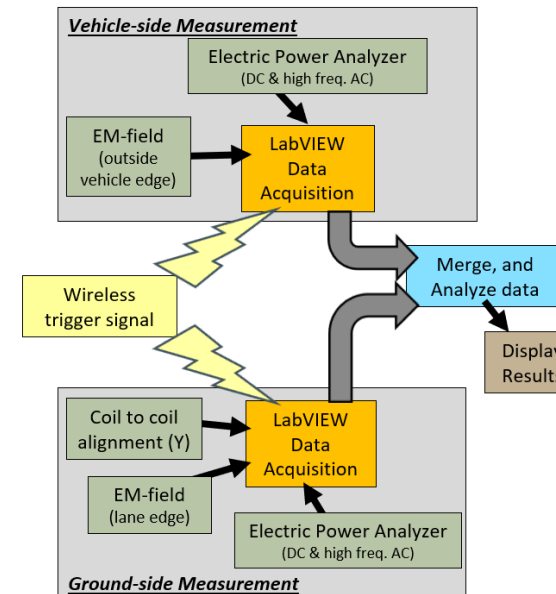 Vehicle-side Measurement
Electric Power Analyzer
(DC & high freq. AC)
EM-field
(outside
vehicle edge)
LabVIEW
Data
Acquisition
Wireless
trigger signal
Merge, and
Analyze data
Display
Results
Coil to coil
alignment (Y)
LabVIEW
Data
Acquisition
EM-field
(lane edge)
Electric Power Analyzer
(DC & high freq. AC)
Ground-side Measurement